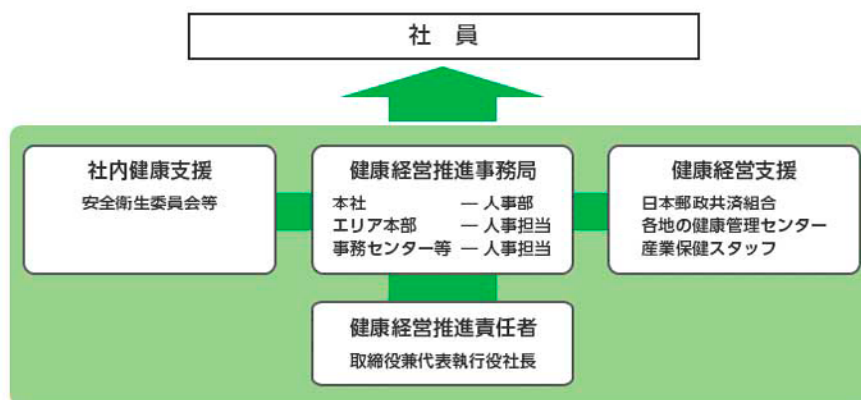 社 員
社内健康支援
安全衛生委員会等
健康経営推進事務局
本社 ― 人事部
エリア本部 ― 人事担当
事務センター等 ― 人事担当
健康経営支援
日本郵政共済組合
各地の健康管理センター
産業保健スタッフ
健康経営推進責任者
取締役兼代表執行役社長